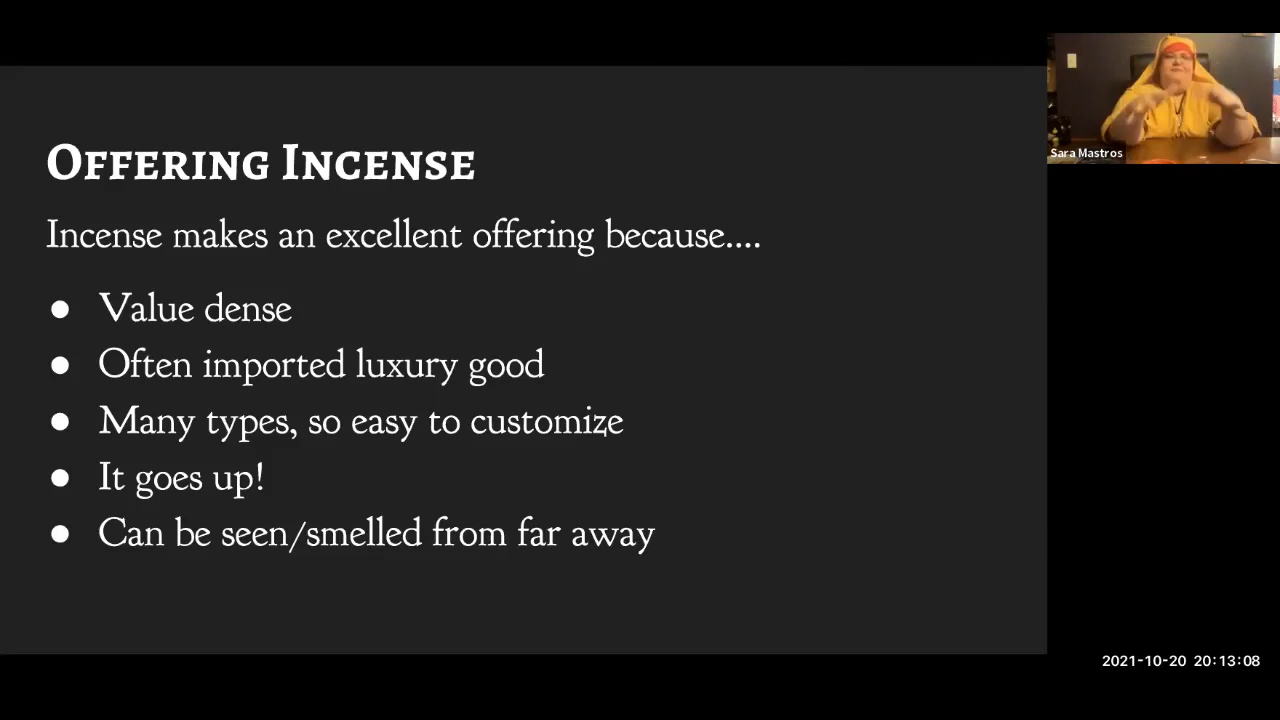 Offering Incense
Incense makes an excellent offering because....
● Value dense
● Often imported luxury good
● Many types, so easy to customize
● It goes up!
● Can be seen/smelled from far away
Sara Mastros
2021-10-20 20:13:08